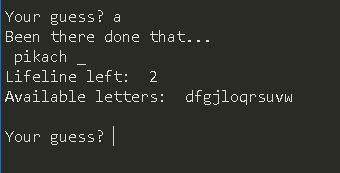 Your guess? a
Been there done that...
pikach _
Lifeline left:  2
Available letters:  dfgjloqrsuvw
Your guess?